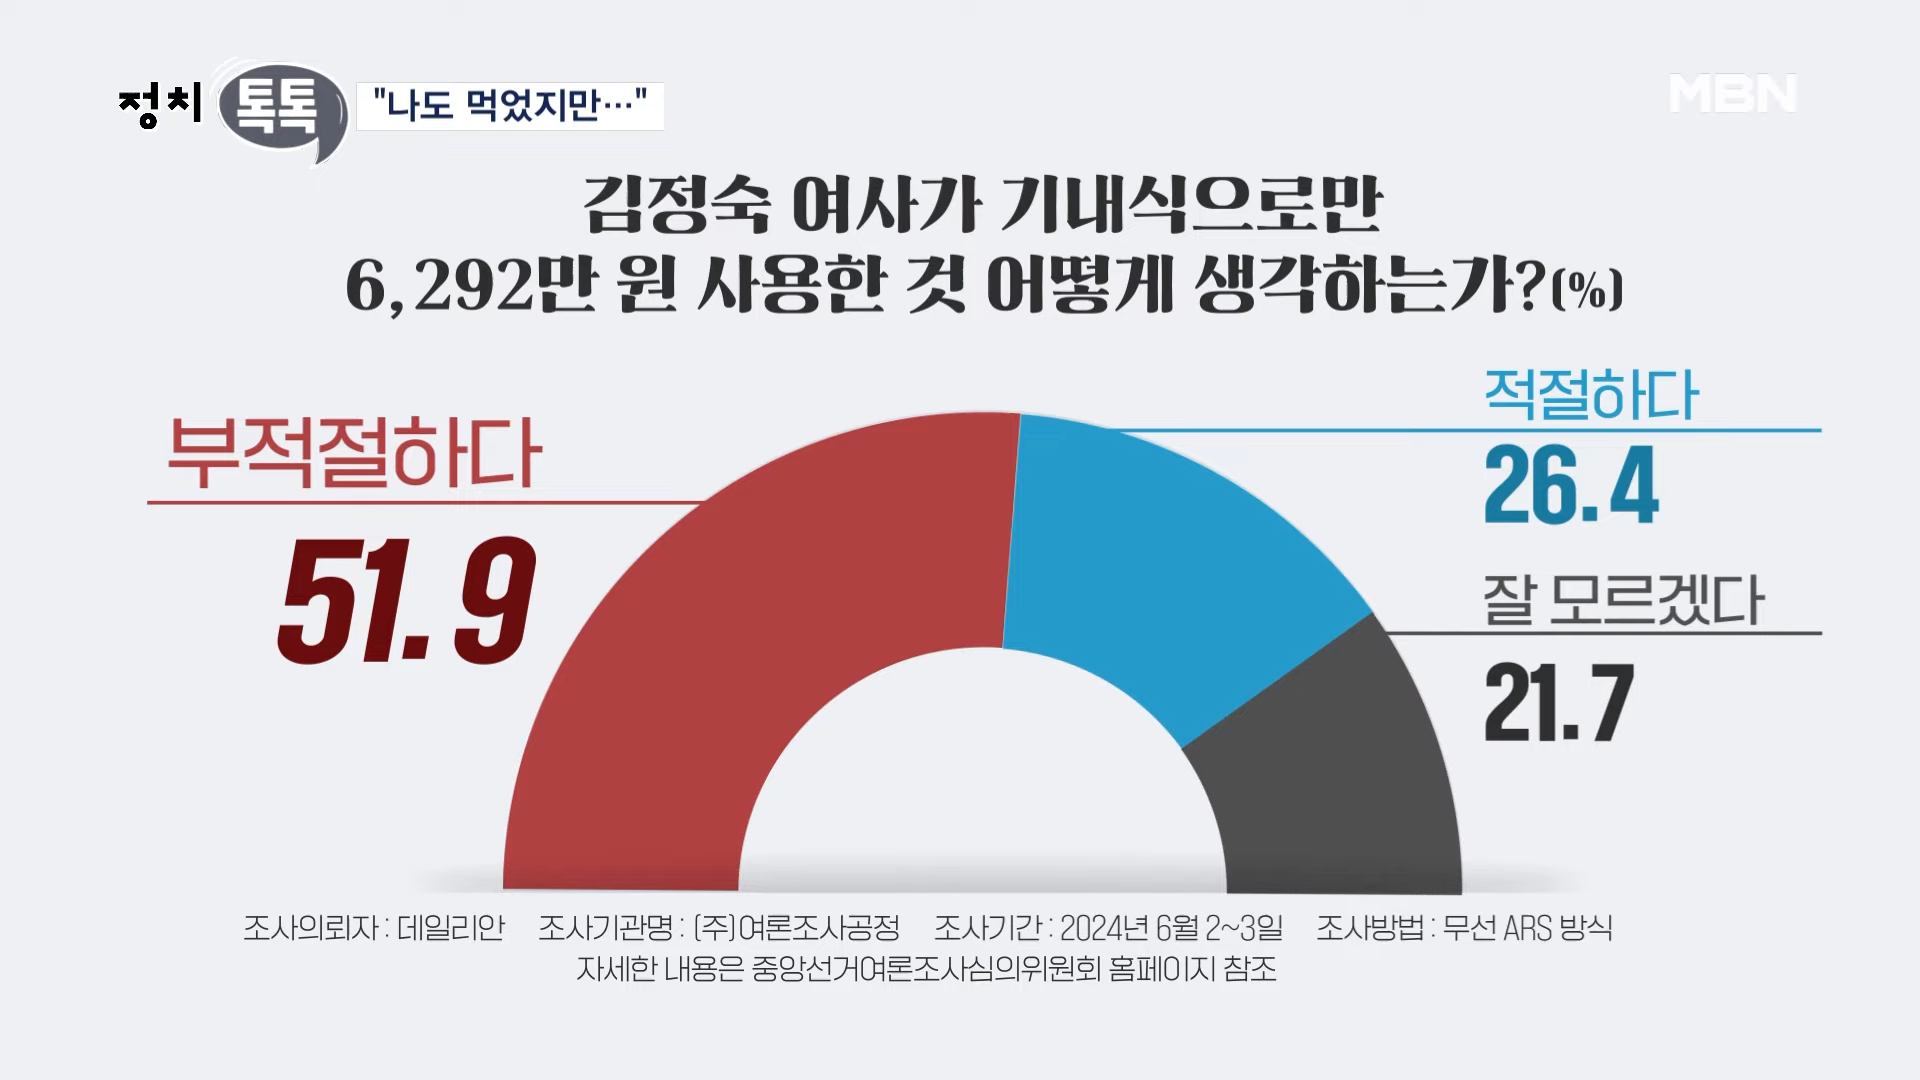 정치 톡톡 "나도 먹었지만…"
MBN
김정숙 여사가 기내식으로만
6,292만 원 사용한 것 어떻게 생각하는가?(%)
부적절하다
51.9
적절하다
26.4
잘 모르겠다
21.7
조사의뢰자 : 데일리안 조사기관명 : (주)여론조사공정 조사기간 : 2024년 6월 2~3일 조사방법 : 무선 ARS 방식
자세한 내용은 중앙선거여론조사심의위원회 홈페이지 참조